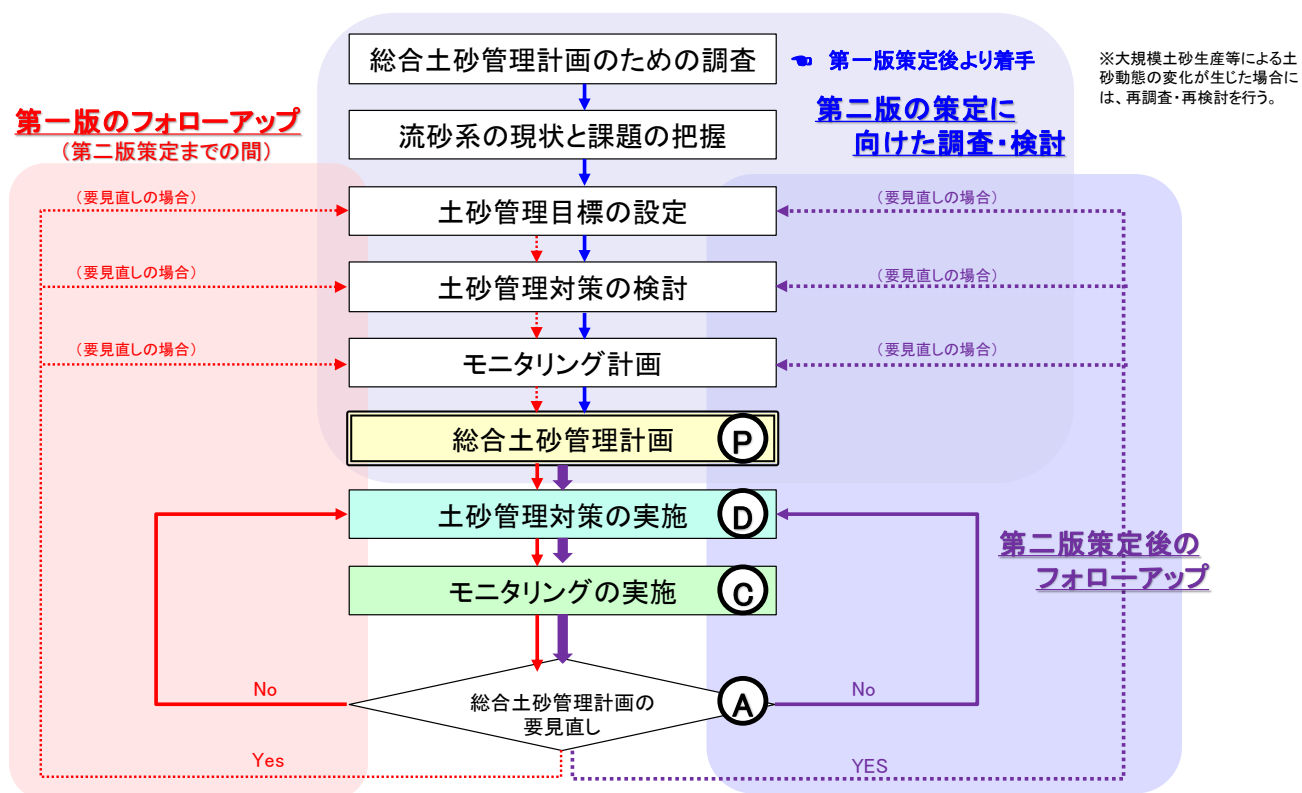 総合土砂管理計画のための調査
☜ 第一版策定後より着手
※大規模土砂生産等による土
砂動態の変化が生じた場合に
は、再調査・再検討を行う。
第一版のフォローアップ
（第二版策定までの間）
流砂系の現状と課題の把握
第二版の策定に
向けた調査・検討
（要見直しの場合）
土砂管理目標の設定
（要見直しの場合）
（要見直しの場合）
土砂管理対策の検討
（要見直しの場合）
（要見直しの場合）
モニタリング計画
（要見直しの場合）
総合土砂管理計画
P
土砂管理対策の実施
D
第二版策定後の
フォローアップ
モニタリングの実施
C
No
総合土砂管理計画の
要見直し
A
No
Yes
YES